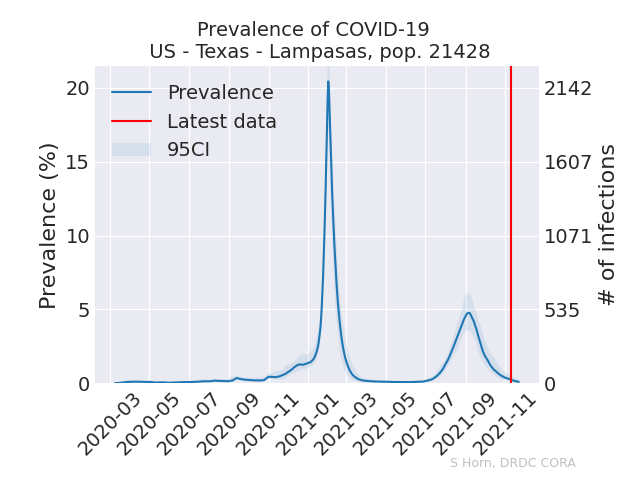 Prevalence of COVID-19
US - Texas - Lampasas, pop. 21428
Prevalence
Latest data
95CI
Prevalence (%)
20
15
10
5
0
2142
1607
1071
535
0
# of infections
2020-03
2020-05
2020-07
2020-09
2020-11
2021-01
2021-03
2021-05
2021-07
2021-09
2021-11
S Horn, DRDC CORA